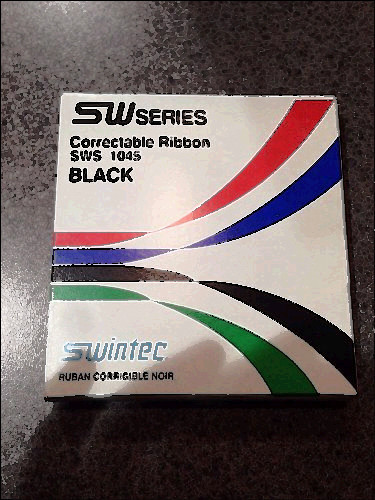 SW SERIES
Correctable Ribbon
SWS 1045
BLACK
Swintec
RUBAN CORRIGIBLE NOIR